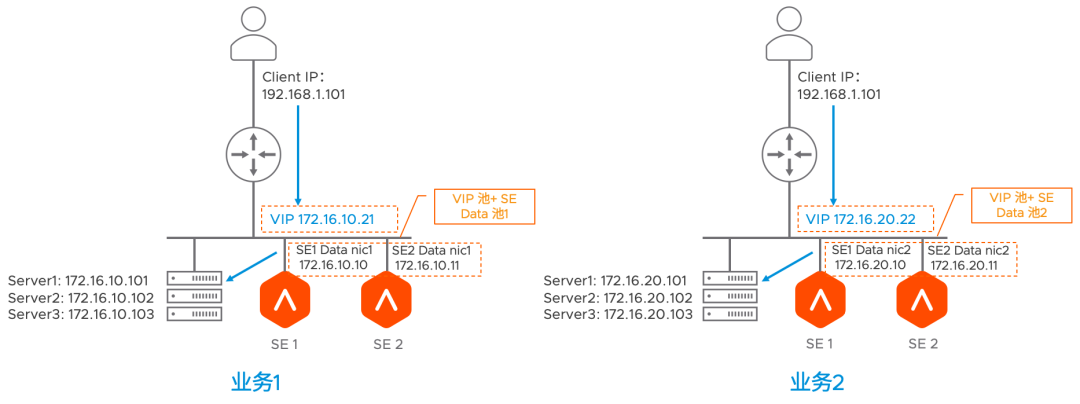 Client IP：
192.168.1.101
VIP 172.16.10.21
VIP 池+ SE
Data 池1
SE1 Data nic1
172.16.10.10
SE2 Data nic1
172.16.10.11
Server1: 172.16.10.101
Server2: 172.16.10.102
Server3: 172.16.10.103
SE 1
SE 2
业务1
Client IP：
192.168.1.101
VIP 172.16.20.22
VIP 池+ SE
Data 池2
SE1 Data nic2
172.16.20.10
SE2 Data nic2
172.16.20.11
Server1: 172.16.20.101
Server2: 172.16.20.102
Server3: 172.16.20.103
SE 1
SE 2
业务2